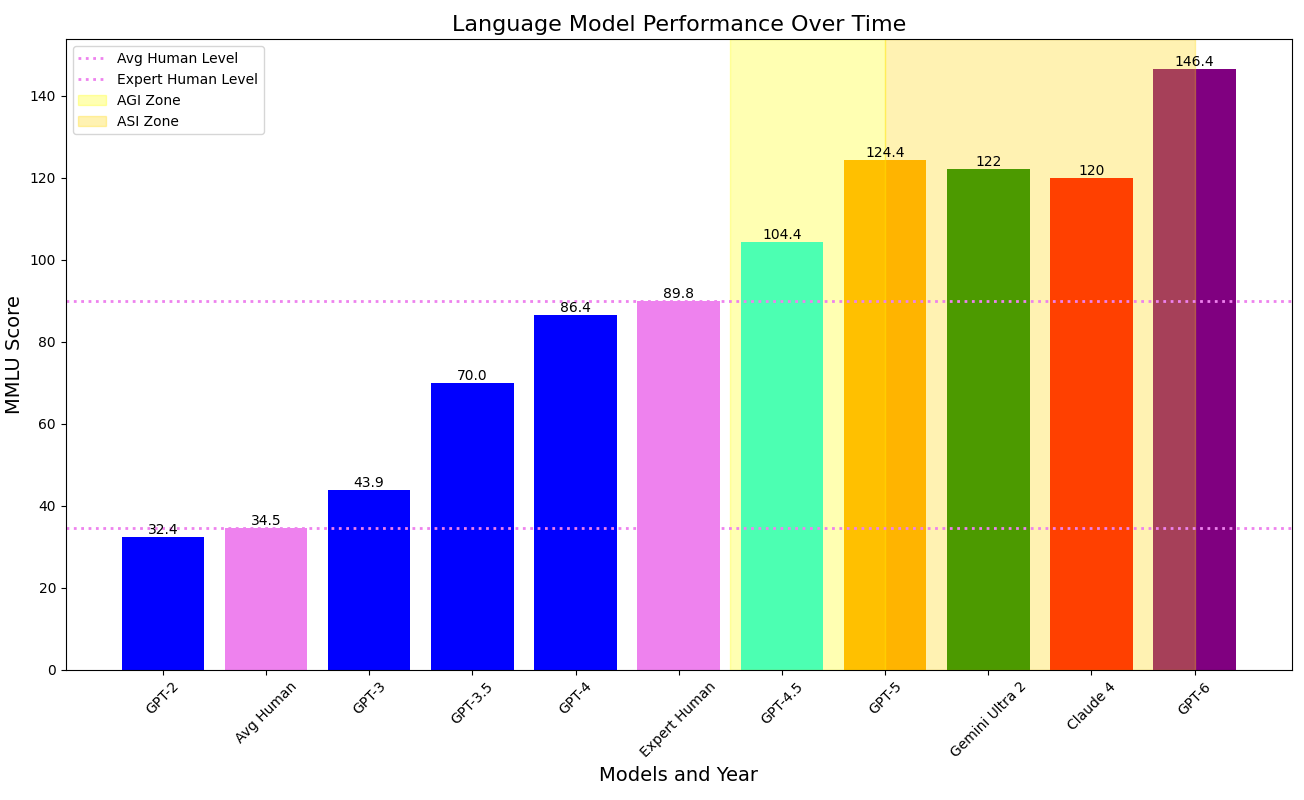 Language Model Performance Over Time
Avg Human Level
Expert Human Level
AGI Zone
ASI Zone
MMLU Score
140
120
100
80
60
40
20
0
32.4
34.5
43.9
70.0
86.4
89.8
104.4
124.4
122
120
146.4
GPT-2
Avg Human
GPT-3
GPT-3.5
GPT-4
Expert Human
GPT-4.5
GPT-5
Gemini Ultra 2
Claude 4
GPT-6
Models and Year